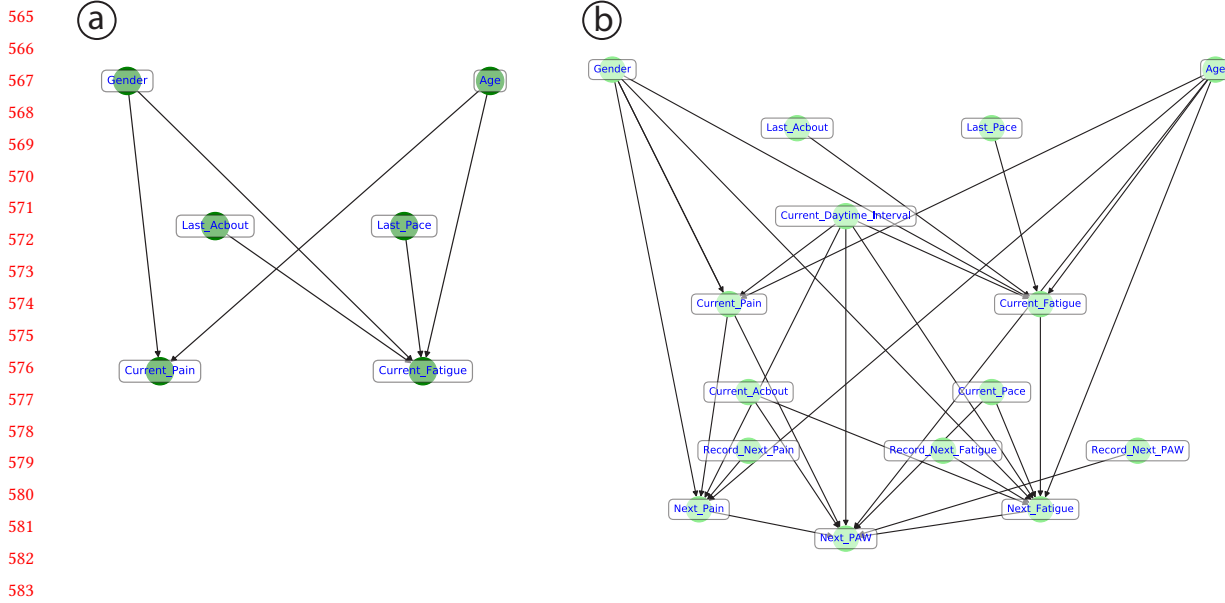 565
566
567
568
569
570
571
572
573
574
575
576
577
578
579
580
581
582
583
a
Gender
Age
Last_Acbout
Last_Pace
Current_Pain
Current_Fatigue
b
Gender
Age
Last_Acbout
Last_Pace
Current_Daytime_Interval
Current_Pain
Current_Fatigue
Current_Acbout
Current_Pace
Record_Next_Pain
Record_Next_Fatigue
Record_Next_PAW
Next_Pain
Next_Fatigue
Next_PAW